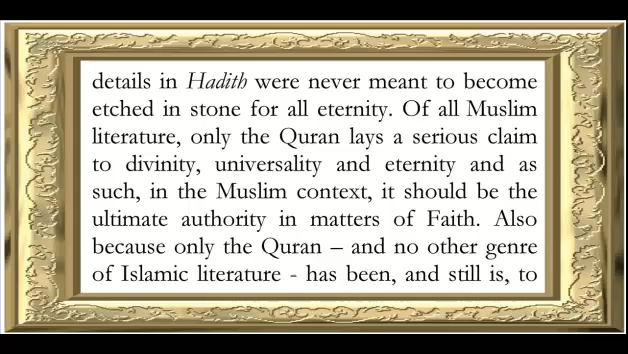 details in Hadith were never meant to become
etched in stone for all eternity. Of all Muslim
literature, only the Quran lays a serious claim
to divinity, universality and eternity and as
such, in the Muslim context, it should be the
ultimate authority in matters of Faith. Also
because only the Quran – and no other genre
of Islamic literature - has been, and still is, to